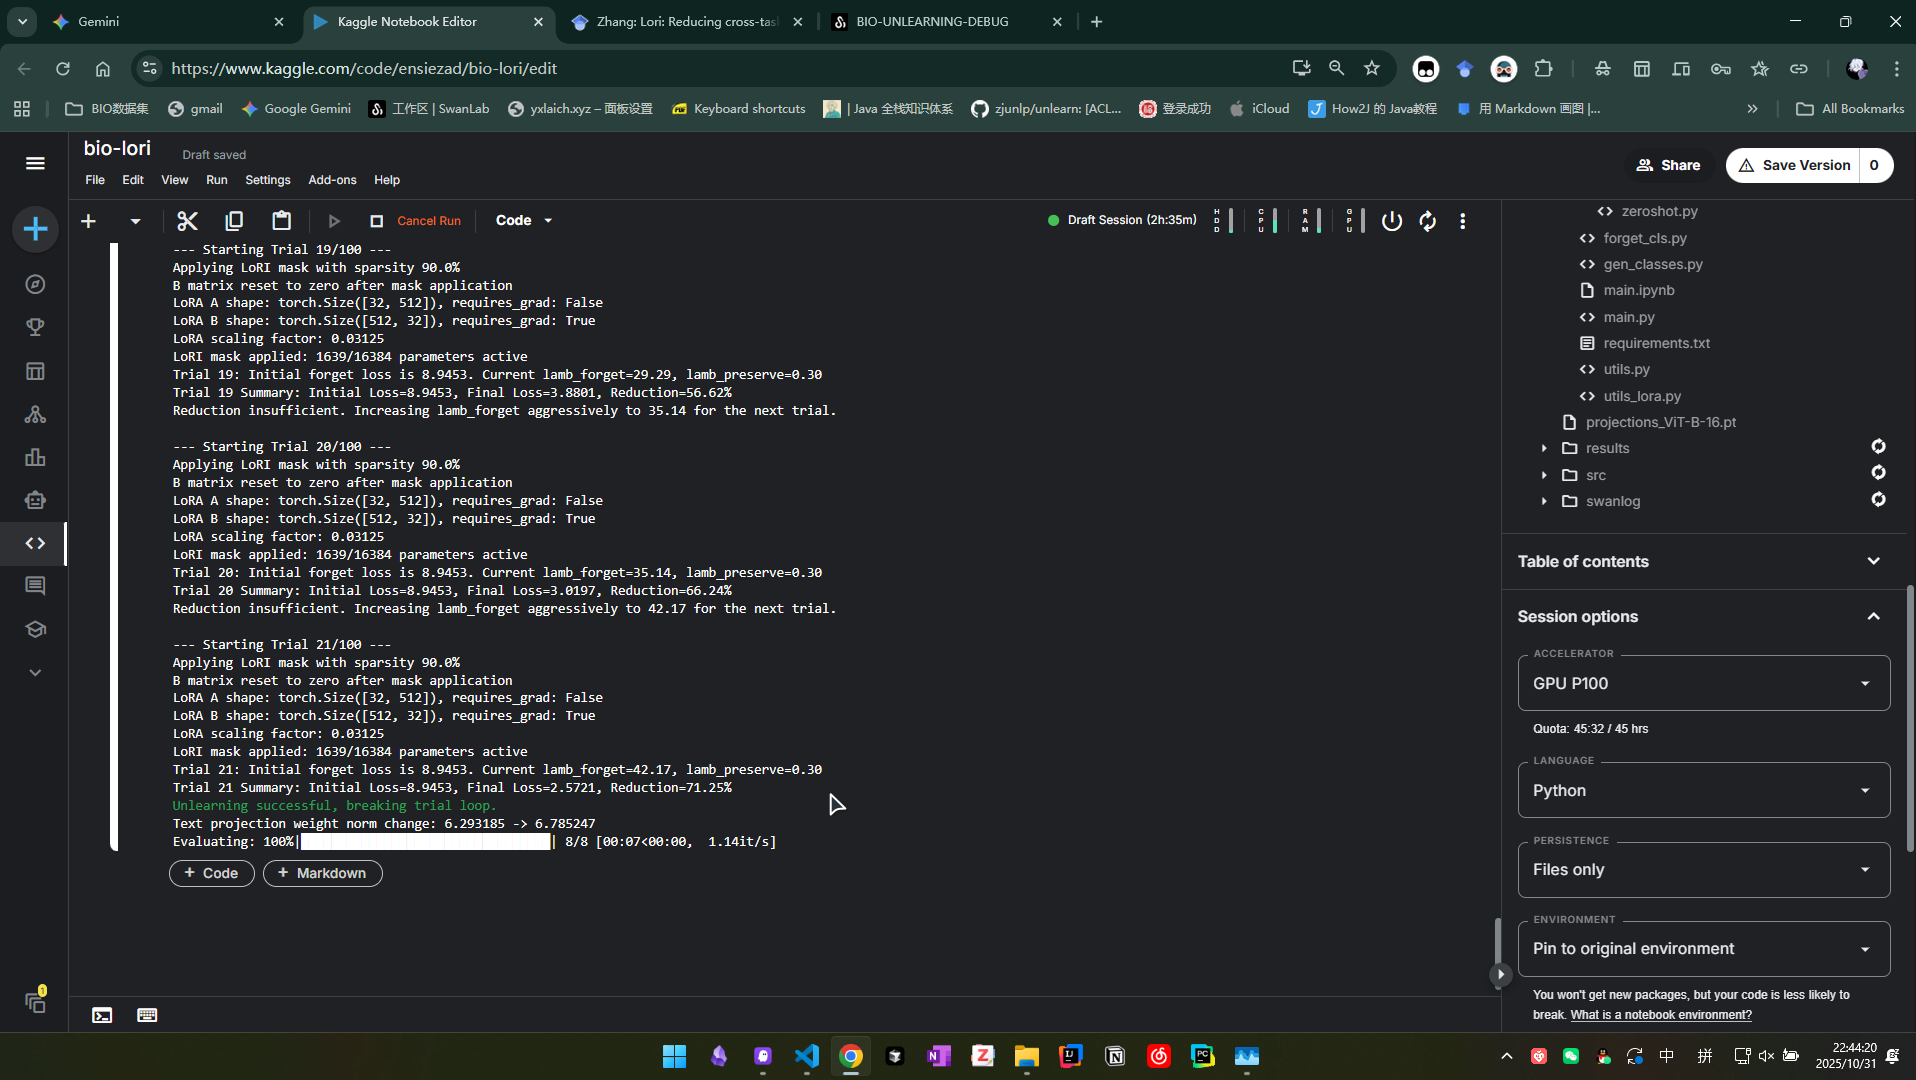 Gemini
Kaggle Notebook Editor
Zhang: Lori: Reducing cross-tas
BIO-UNLEARNING-DEBUG
https://www.kaggle.com/code/ensiezad/bio-lori/edit
BIO数据集
gmail
Google Gemini
工作区 | SwanLab
yxlaich.xyz – 面板设置
Keyboard shortcuts
| Java 全栈知识体系
zjunlp/unlearn: [ACL...
登录成功
iCloud
How2J 的 Java教程
用 Markdown 画图 |...
All Bookmarks
bio-lori
Draft saved
Share
Save Version
0
File
Edit
View
Run
Settings
Add-ons
Help
Cancel Run
Code
Draft Session (2h:35m)
HDD
CPU
RAM
GPU
--- Starting Trial 19/100 ---
Applying LoRI mask with sparsity 90.0%
B matrix reset to zero after mask application
LoRA A shape: torch.Size([32, 512]), requires_grad: False
LoRA B shape: torch.Size([512, 32]), requires_grad: True
LoRA scaling factor: 0.03125
LoRI mask applied: 1639/16384 parameters active
Trial 19: Initial forget loss is 8.9453. Current lamb_forget=29.29, lamb_preserve=0.30
Trial 19 Summary: Initial Loss=8.9453, Final Loss=3.8801, Reduction=56.62%
Reduction insufficient. Increasing lamb_forget aggressively to 35.14 for the next trial.
--- Starting Trial 20/100 ---
Applying LoRI mask with sparsity 90.0%
B matrix reset to zero after mask application
LoRA A shape: torch.Size([32, 512]), requires_grad: False
LoRA B shape: torch.Size([512, 32]), requires_grad: True
LoRA scaling factor: 0.03125
LoRI mask applied: 1639/16384 parameters active
Trial 20: Initial forget loss is 8.9453. Current lamb_forget=35.14, lamb_preserve=0.30
Trial 20 Summary: Initial Loss=8.9453, Final Loss=3.0197, Reduction=66.24%
Reduction insufficient. Increasing lamb_forget aggressively to 42.17 for the next trial.
--- Starting Trial 21/100 ---
Applying LoRI mask with sparsity 90.0%
B matrix reset to zero after mask application
LoRA A shape: torch.Size([32, 512]), requires_grad: False
LoRA B shape: torch.Size([512, 32]), requires_grad: True
LoRA scaling factor: 0.03125
LoRI mask applied: 1639/16384 parameters active
Trial 21: Initial forget loss is 8.9453. Current lamb_forget=42.17, lamb_preserve=0.30
Trial 21 Summary: Initial Loss=8.9453, Final Loss=2.5721, Reduction=71.25%
Unlearning successful, breaking trial loop.
Text projection weight norm change: 6.293185 -> 6.785247
Evaluating: 100%| | 8/8 [00:07<00:00, 1.14it/s]
+ Code
+ Markdown
zeroshot.py
forget_cls.py
gen_classes.py
main.ipynb
main.py
requirements.txt
utils.py
utils_lora.py
projections_ViT-B-16.pt
results
src
swanlog
Table of contents
Session options
ACCELERATOR
GPU P100
Quota: 45:32 / 45 hrs
LANGUAGE
Python
PERSISTENCE
Files only
ENVIRONMENT
Pin to original environment
You won't get new packages, but your code is less likely to
break. What is a notebook environment?
1
中
拼
22:44:20
2025/10/31